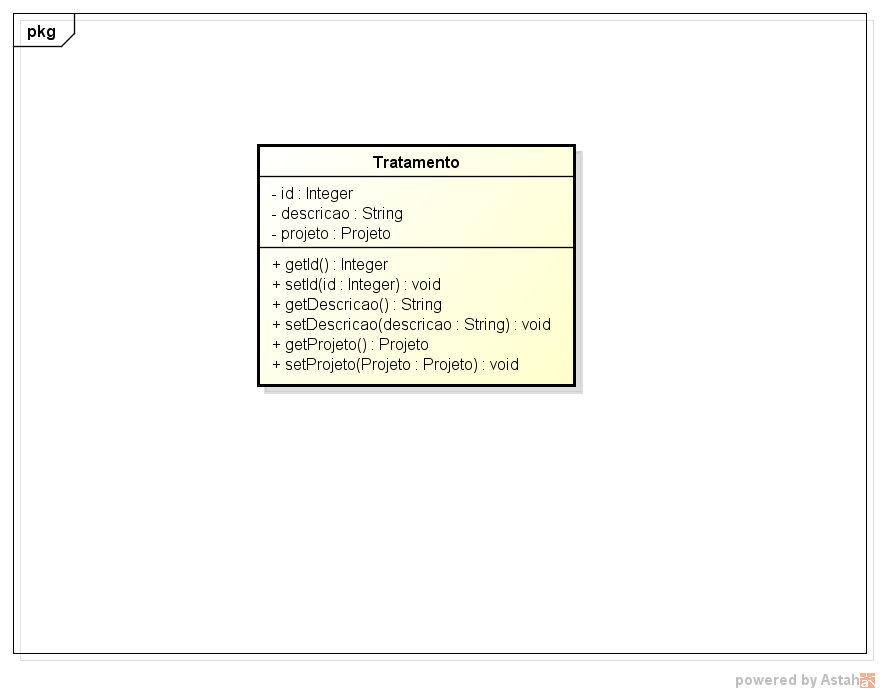 pkg
Tratamento
- id : Integer
- descricao : String
- projeto : Projeto
+ getId() : Integer
+ setId(id : Integer) : void
+ getDescricao() : String
+ setDescricao(descricao : String) : void
+ getProjeto() : Projeto
+ setProjeto(Projeto : Projeto) : void
powered by Astah